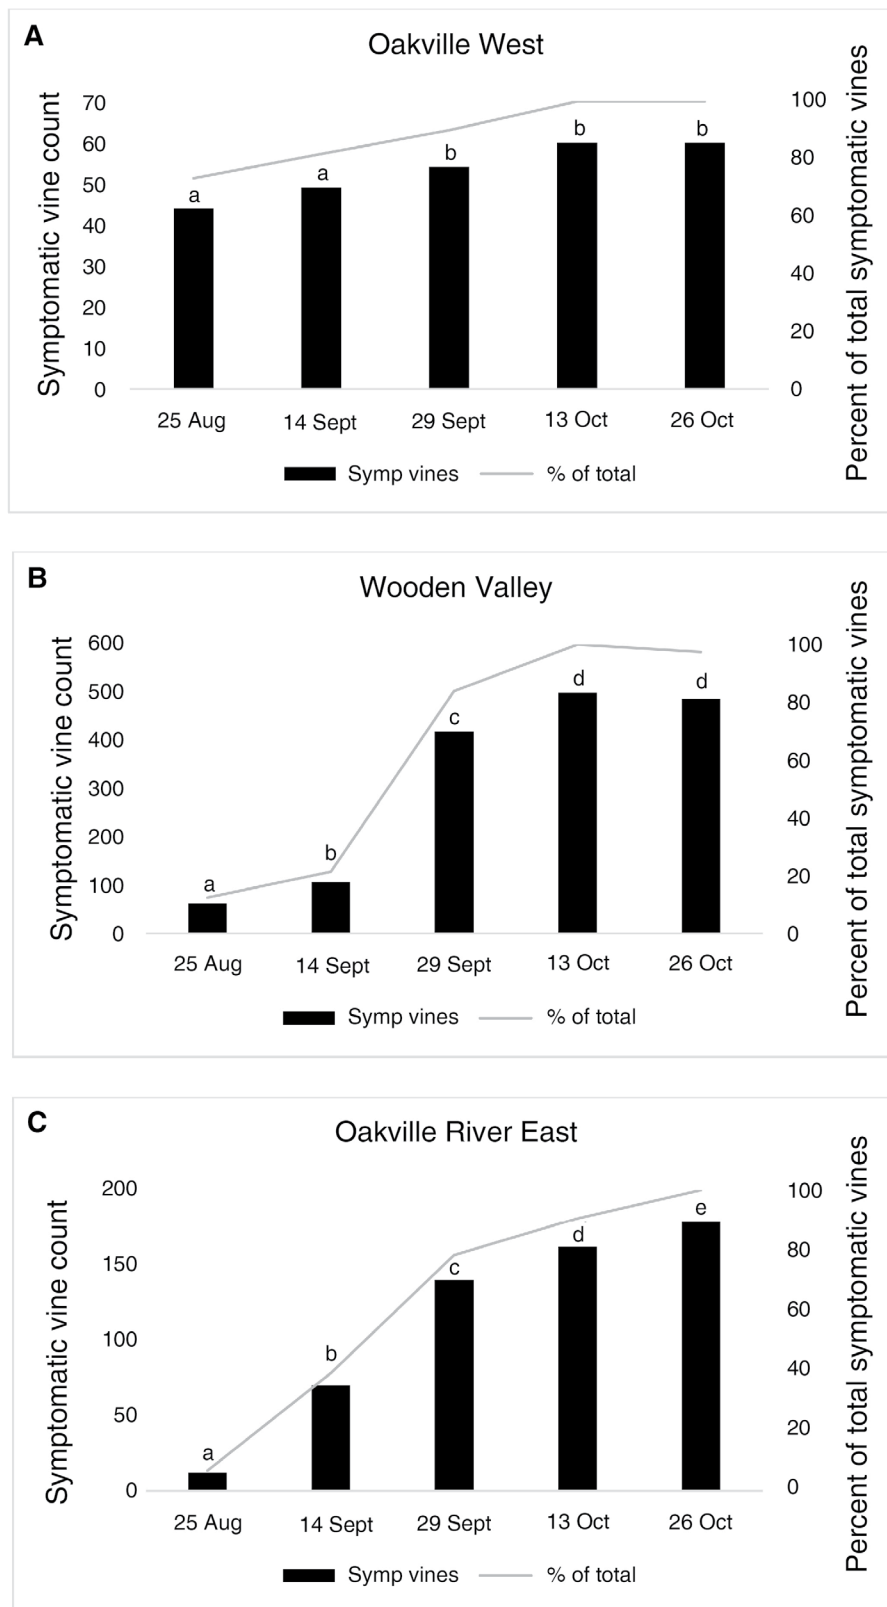 A
Oakville West
Symptomatic vine count
Percent of total symptomatic vines
70
60
50
40
30
20
10
0
100
80
60
40
20
0
a
a
b
b
b
25 Aug
14 Sept
29 Sept
13 Oct
26 Oct
Symp vines
% of total
B
Wooden Valley
Symptomatic vine count
Percent of total symptomatic vines
600
500
400
300
200
100
0
100
80
60
40
20
0
a
b
c
d
d
25 Aug
14 Sept
29 Sept
13 Oct
26 Oct
Symp vines
% of total
C
Oakville River East
Symptomatic vine count
Percent of total symptomatic vines
200
150
100
50
0
100
80
60
40
20
0
a
b
c
d
e
25 Aug
14 Sept
29 Sept
13 Oct
26 Oct
Symp vines
% of total